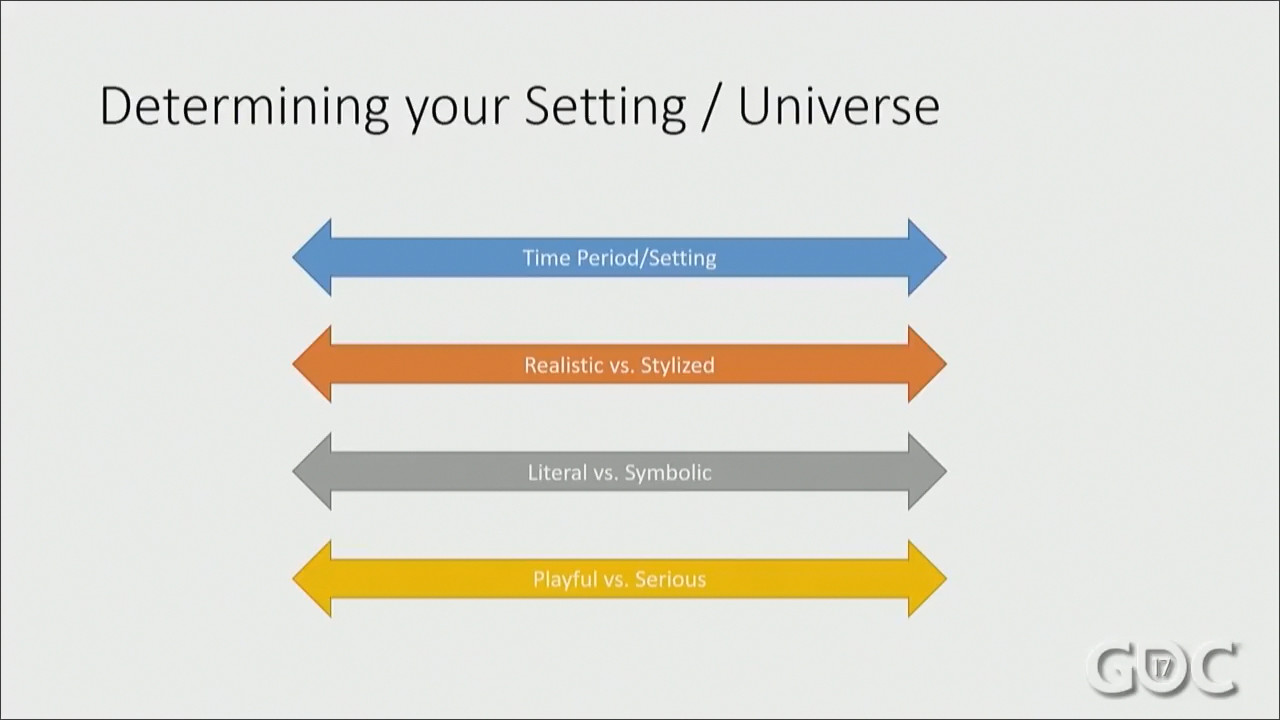 Determining your Setting / Universe
Time Period/Setting
Realistic vs. Stylized
Literal vs. Symbolic
Playful vs. Serious
GDC 17